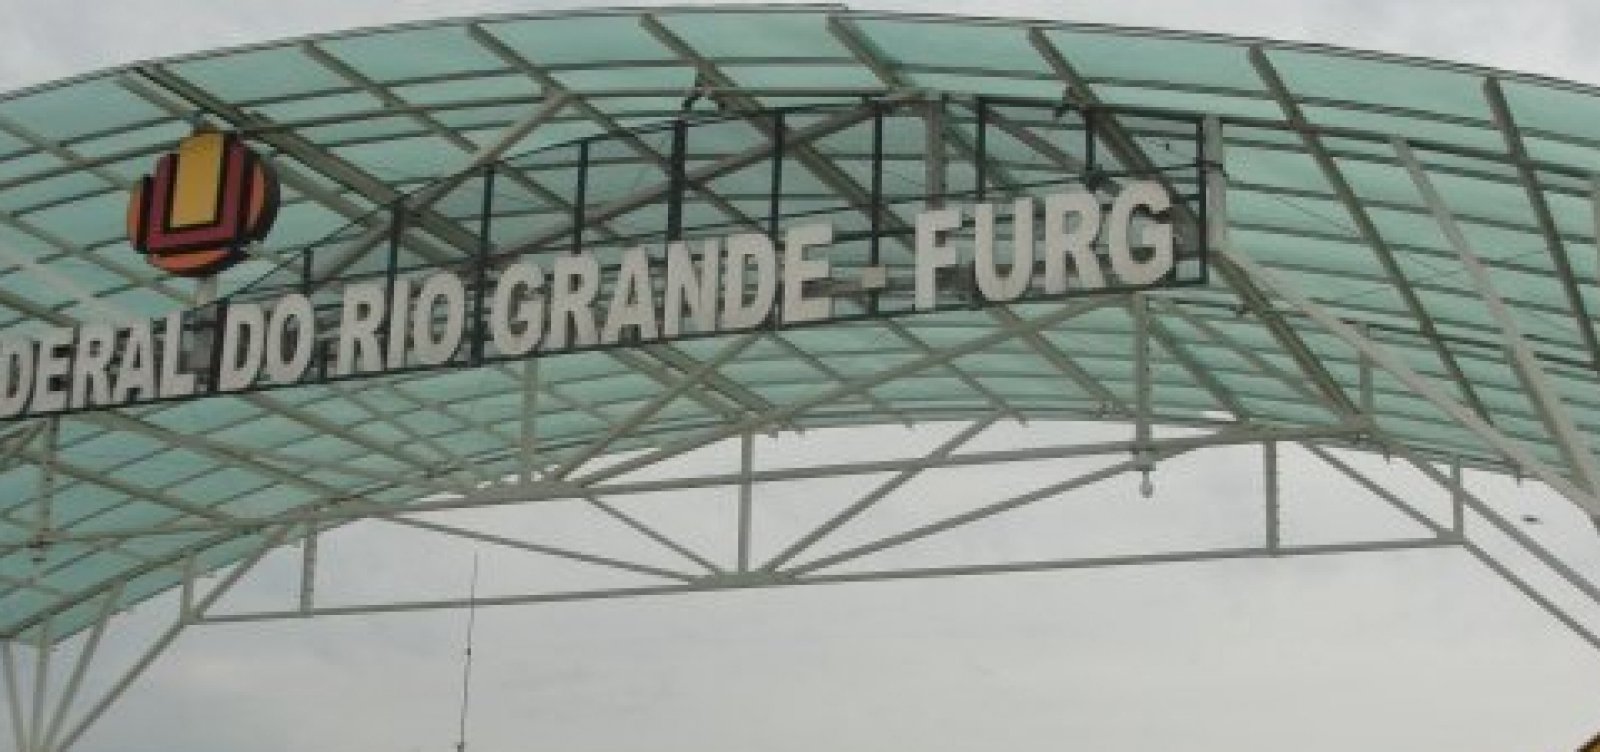 DERAL DO RIO GRANDE - FURG